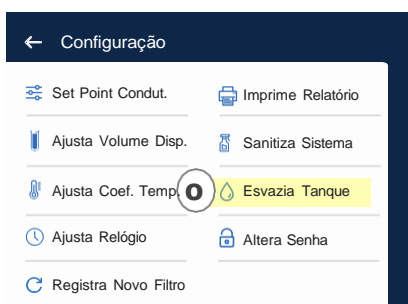 ← Configuração
Set Point Condut.
Imprime Relatório
Ajusta Volume Disp.
Sanitiza Sistema
Ajusta Coef. Temp.
O
Esvazia Tanque
Ajusta Relógio
Altera Senha
Registra Novo Filtro